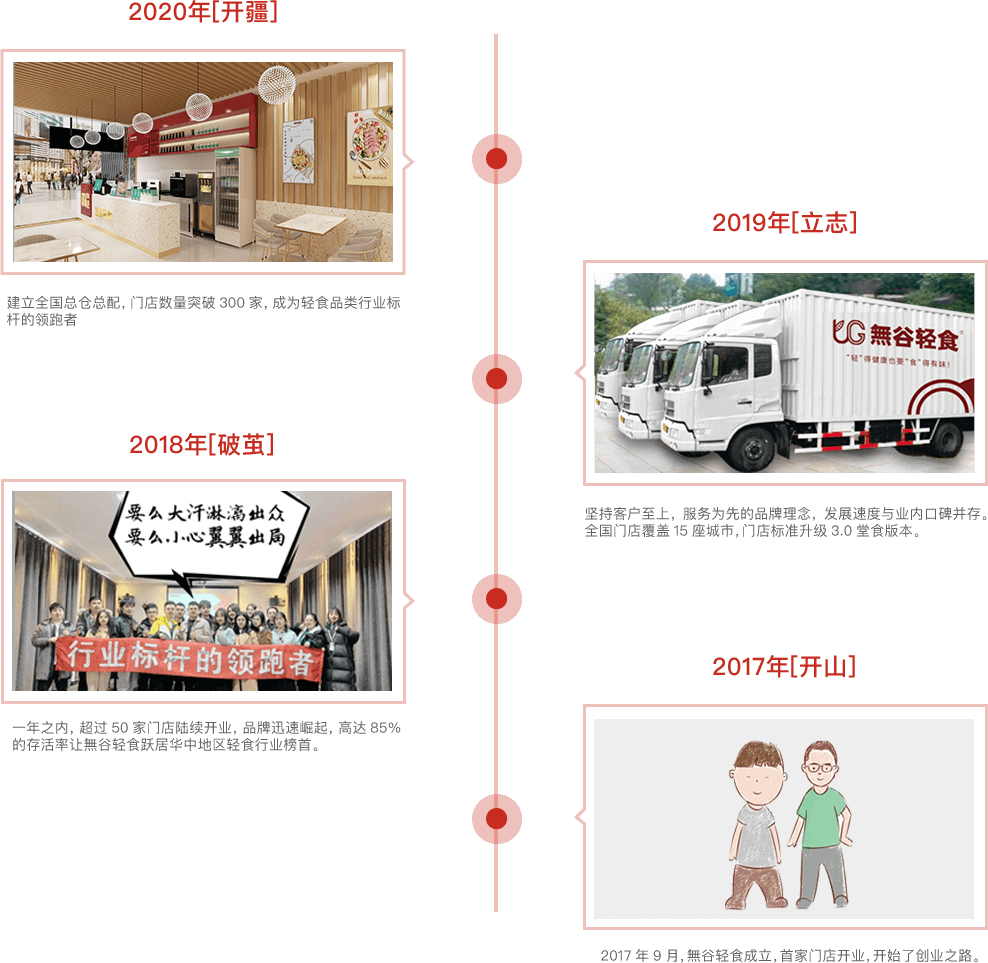 2020年[开疆]
建立全国总仓总配，门店数量突破 300 家，成为轻食品类行业标
杆的领跑者
2019年[立志]
UG 無谷轻食
“轻”得健康也要“食”得有味！
坚持客户至上，服务为先的品牌理念，发展速度与业内口碑并存。
全国门店覆盖 15 座城市，门店标准升级 3.0 堂食版本。
2018年[破茧]
要么大汗淋漓出众
要么小心翼翼出局
行业标杆的领跑者
一年之内，超过 50 家门店陆续开业，品牌迅速崛起，高达 85%
的存活率让無谷轻食跃居华中地区轻食行业榜首。
2017年[开山]
2017 年 9 月，無谷轻食成立，首家门店开业，开始了创业之路。